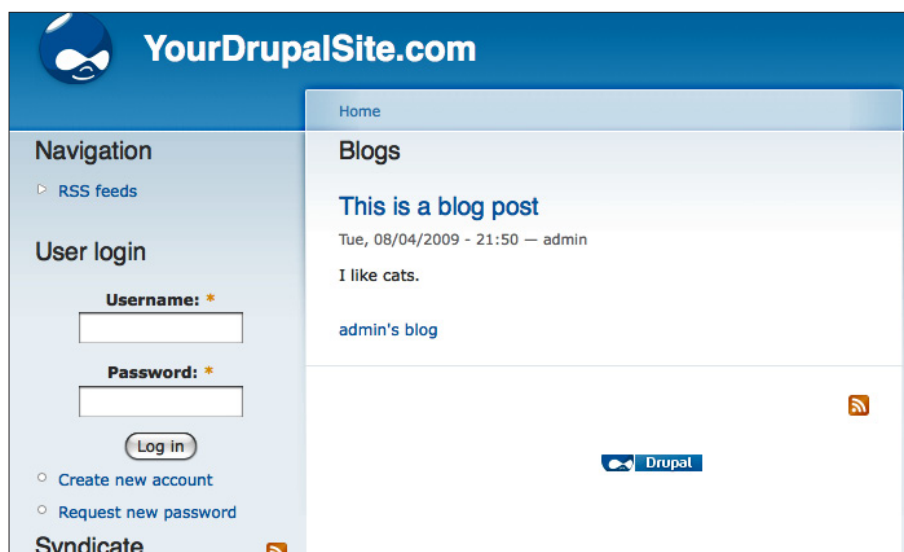 YourDrupalSite.com
Home
Navigation
RSS feeds
User login
Username: *
Password: *
Log in
Create new account
Request new password
Syndicate
Blogs
This is a blog post
Tue, 08/04/2009 - 21:50 — admin
I like cats.
admin's blog
Drupal